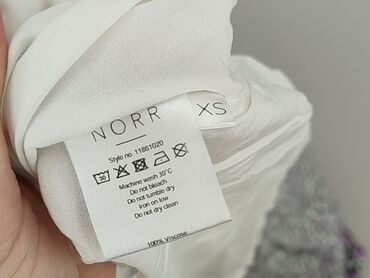 NORR
XS
Style no. 11861020
30
Machine wash 30°C
Do not bleach
Do not tumble dry
Iron on low
Do not dry clean
100% Viscose